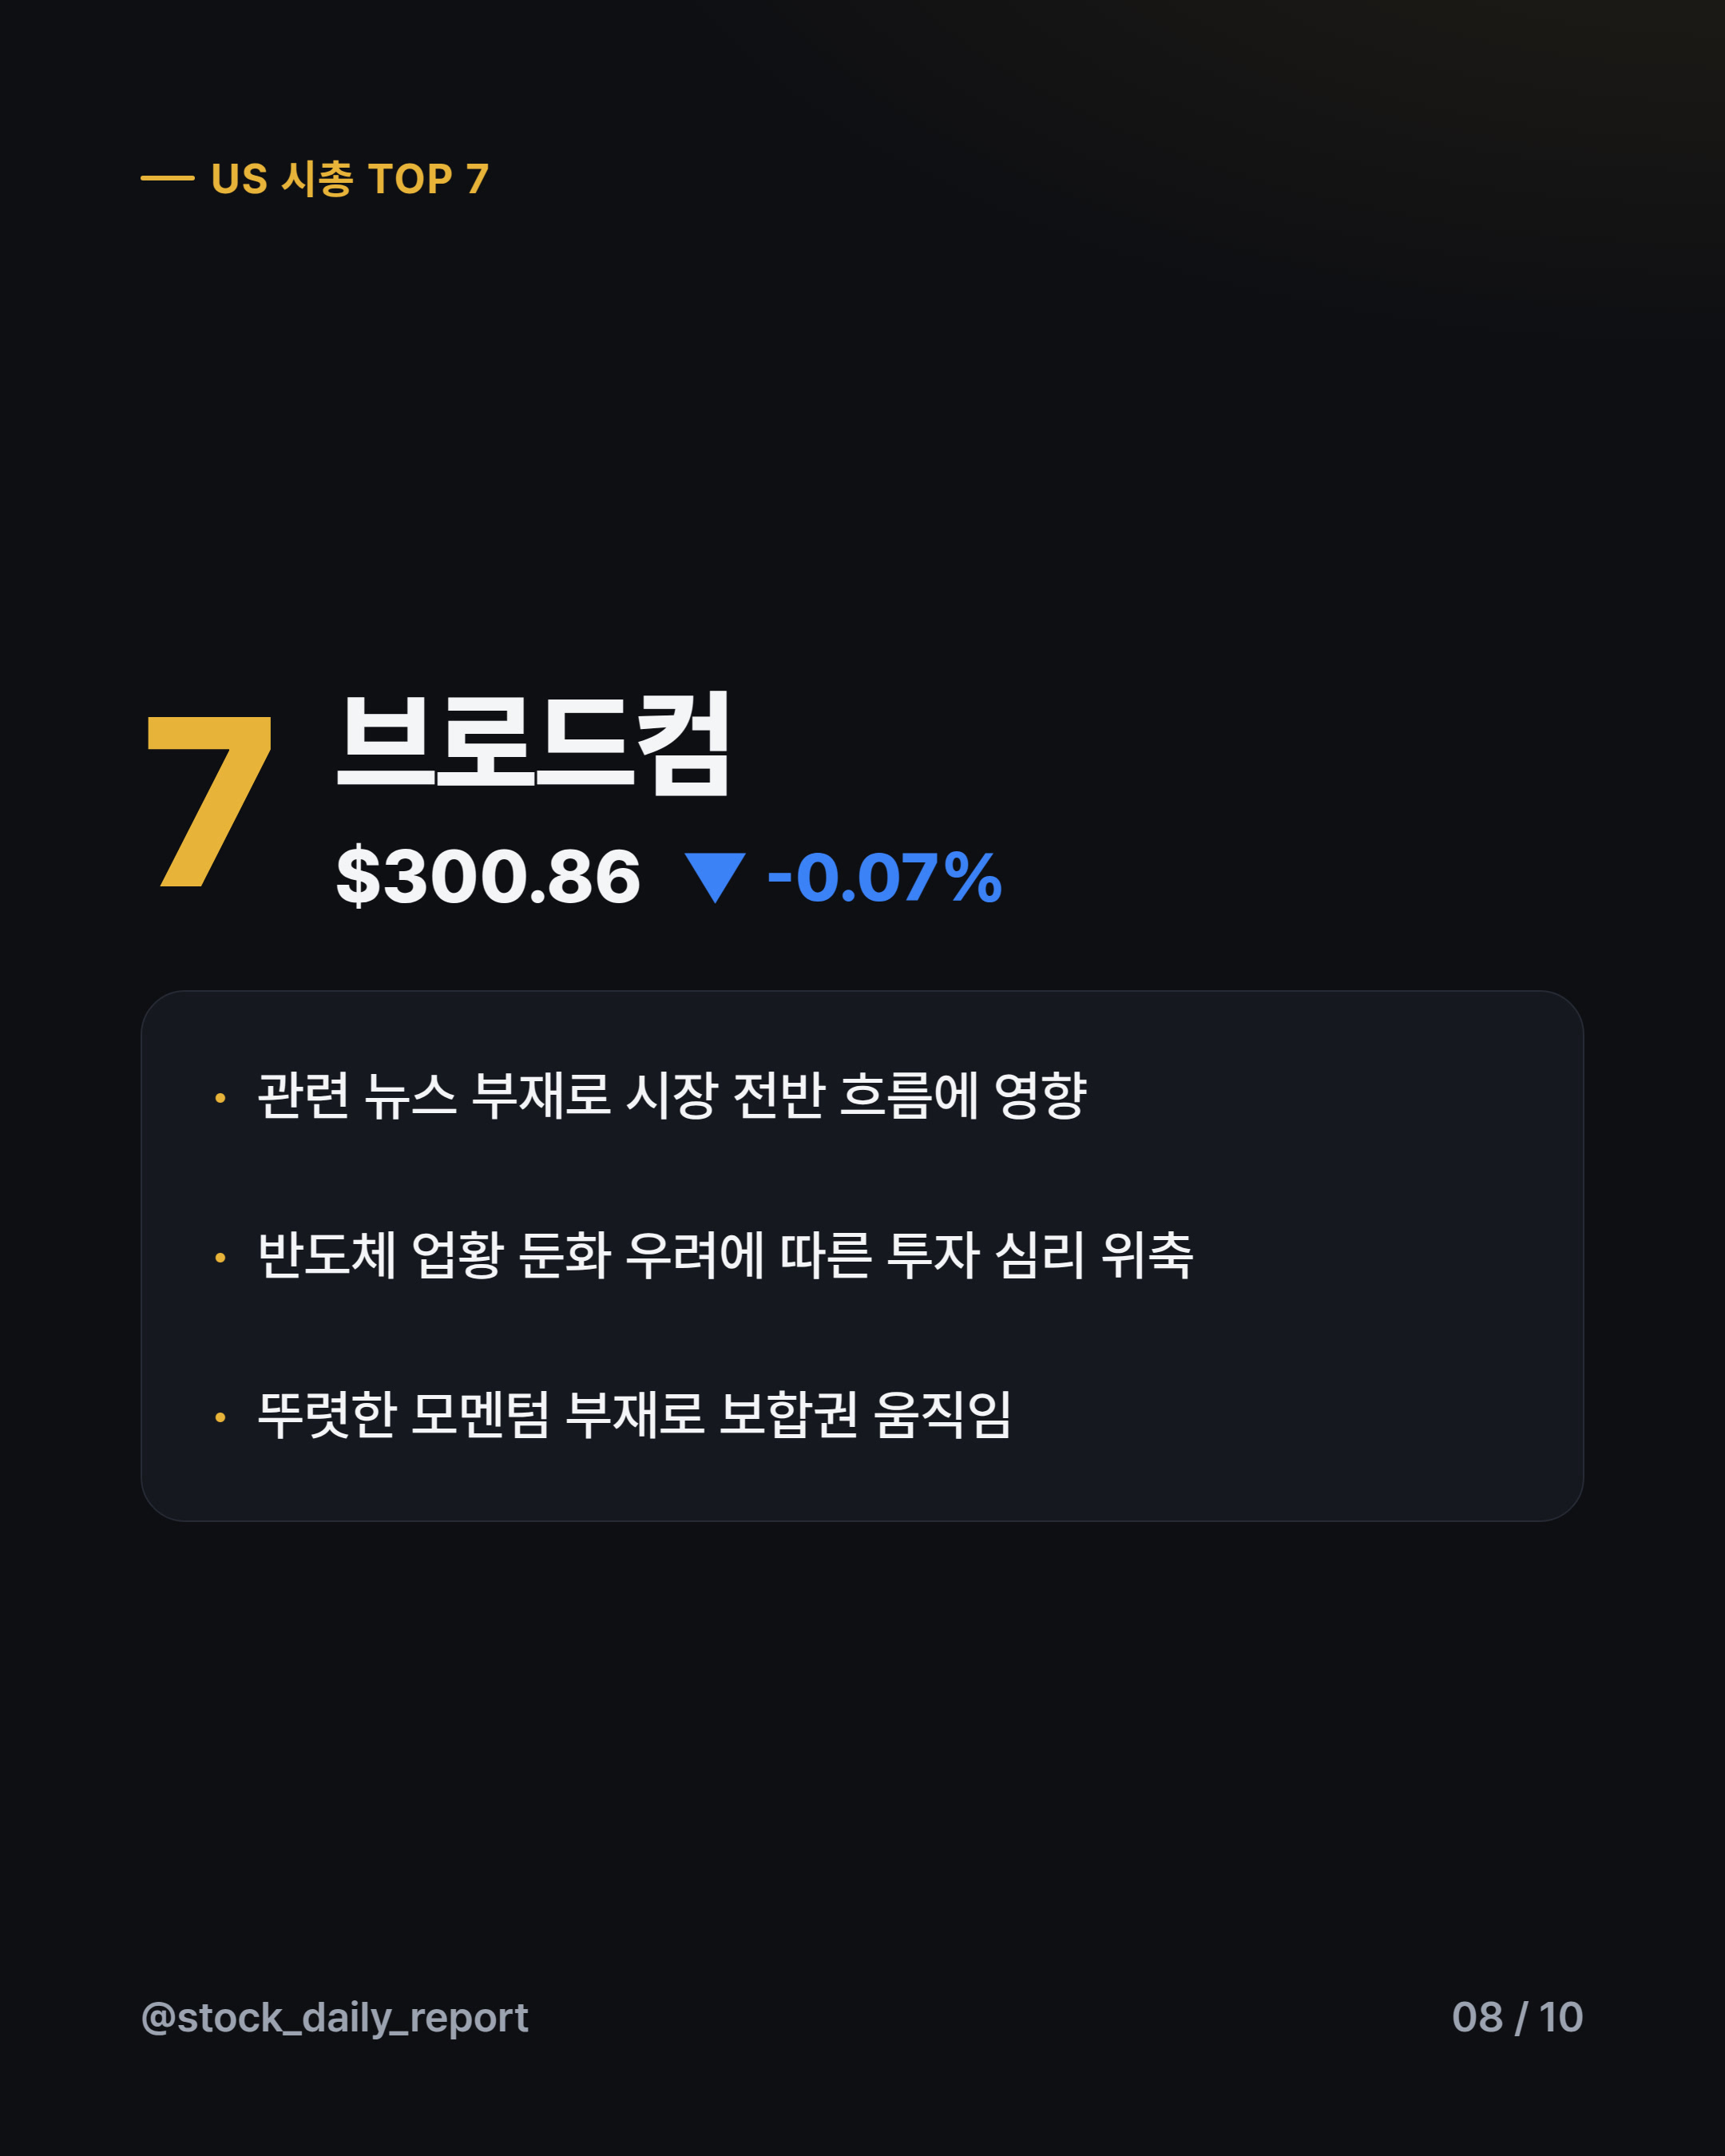 US 시총 TOP 7
7
브로드컴
$300.86 ▼ -0.07%
• 관련 뉴스 부재로 시장 전반 흐름에 영향
• 반도체 업황 둔화 우려에 따른 투자 심리 위축
• 뚜렷한 모멘텀 부재로 보합권 움직임
@stock_daily_report
08 / 10